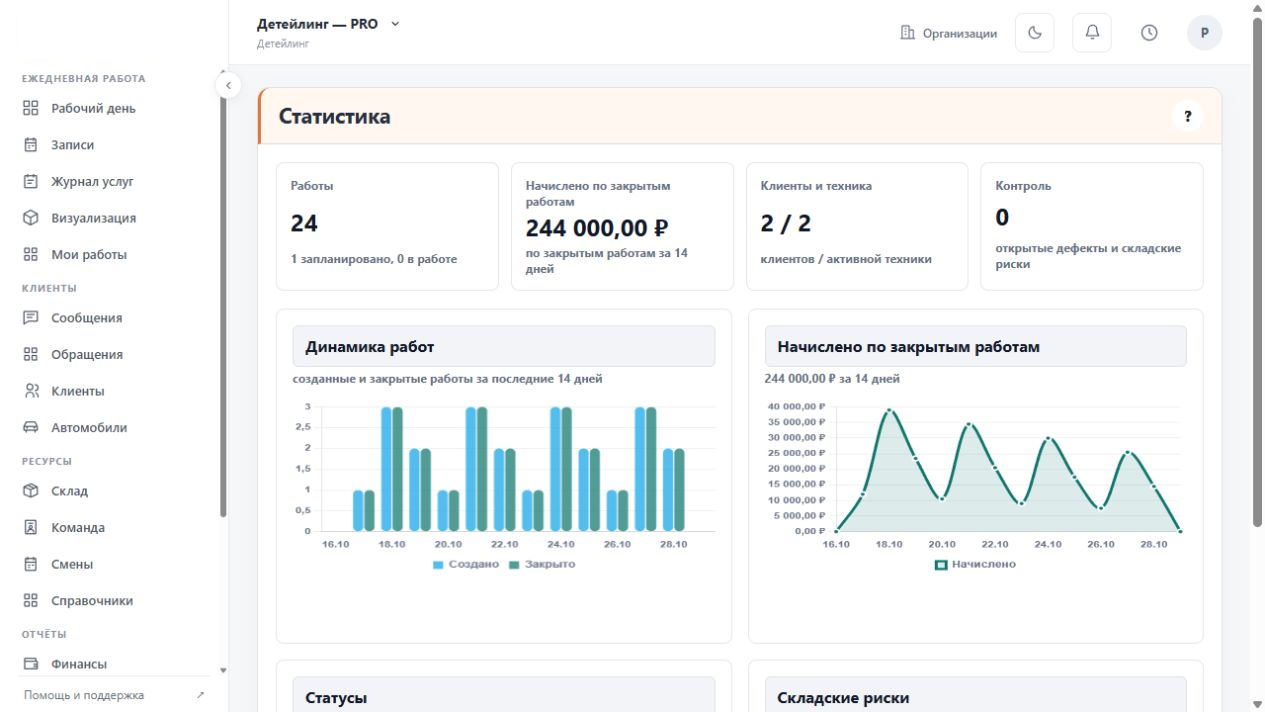 Детейлинг — PRO
Детейлинг
Организации
P
ЕЖЕДНЕВНАЯ РАБОТА
Рабочий день
Записи
Журнал услуг
Визуализация
Мои работы
КЛИЕНТЫ
Сообщения
Обращения
Клиенты
Автомобили
РЕСУРСЫ
Склад
Команда
Смены
Справочники
ОТЧЁТЫ
Финансы
Помощь и поддержка
Статистика
?
Работы
24
1 запланировано, 0 в работе
Начислено по закрытым
работам
244 000,00 ₽
по закрытым работам за 14
дней
Клиенты и техника
2 / 2
клиентов / активной техники
Контроль
0
открытые дефекты и складские
риски
Динамика работ
созданные и закрытые работы за последние 14 дней
3
2,5
2
1,5
1
0,5
0
16.10 18.10 20.10 22.10 24.10 26.10 28.10
Создано Закрыто
Начислено по закрытым работам
244 000,00 ₽ за 14 дней
40 000,00 ₽
35 000,00 ₽
30 000,00 ₽
25 000,00 ₽
20 000,00 ₽
15 000,00 ₽
10 000,00 ₽
5 000,00 ₽
0,00 ₽
16.10 18.10 20.10 22.10 24.10 26.10 28.10
Начислено
Статусы
Складские риски